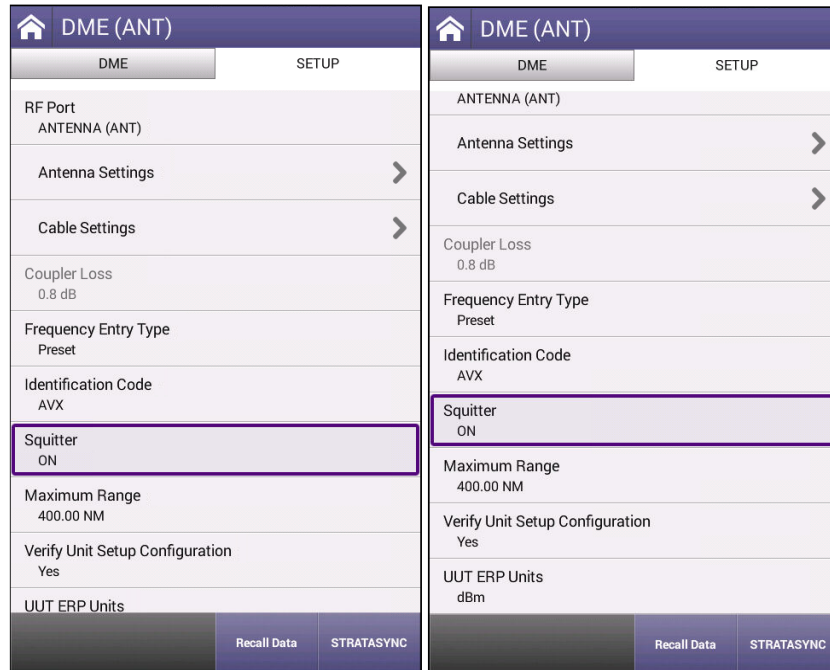 DME (ANT)
DME SETUP
RF Port
ANTENNA (ANT)
Antenna Settings
Cable Settings
Coupler Loss
0.8 dB
Frequency Entry Type
Preset
Identification Code
AVX
Squitter
ON
Maximum Range
400.00 NM
Verify Unit Setup Configuration
Yes
UUT ERP Units
Recall Data STRATASYNC
DME (ANT)
DME SETUP
ANTENNA (ANT)
Antenna Settings
Cable Settings
Coupler Loss
0.8 dB
Frequency Entry Type
Preset
Identification Code
AVX
Squitter
ON
Maximum Range
400.00 NM
Verify Unit Setup Configuration
Yes
UUT ERP Units
dBm
Recall Data STRATASYNC